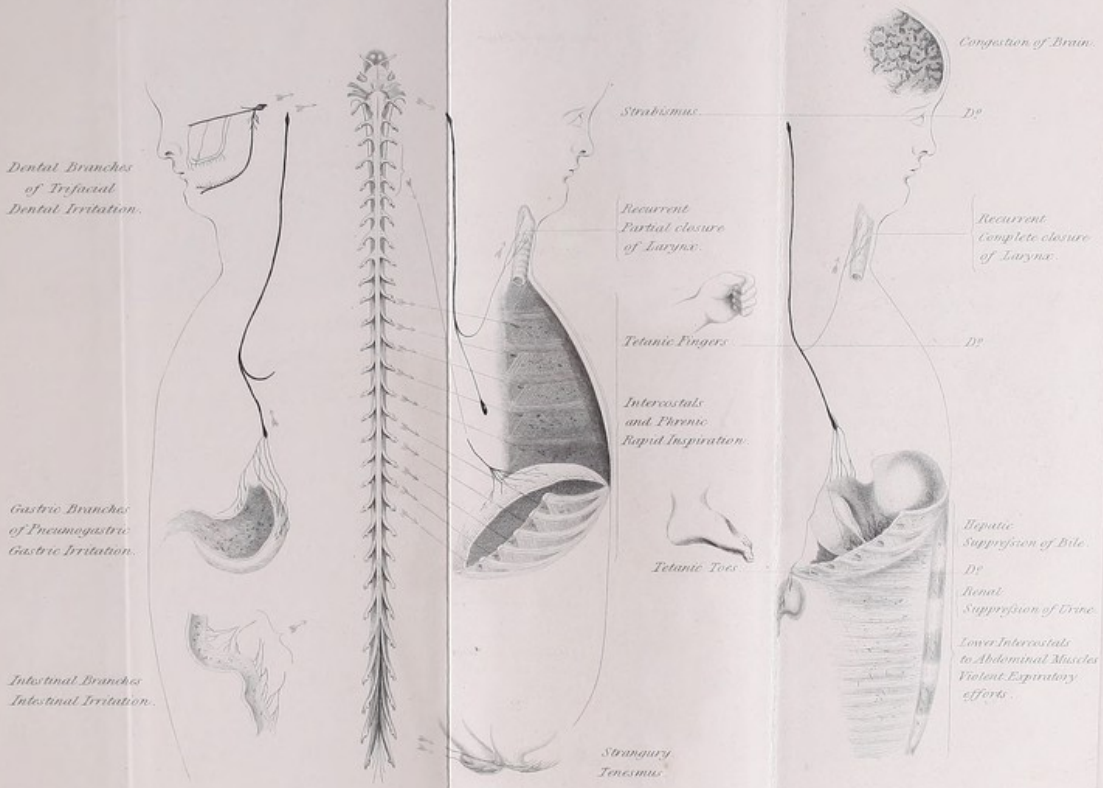 Dental Branches
of Trifacial
Dental Irritation.
Gastric Branches
of Pneumogastric
Gastric Irritation.
Intestinal Branches
Intestinal Irritation.
Strabismus
Recurrent
Partial closure
of Larynx.
Tetanic Fingers
Intercostals
and Phrenic
Rapid Inspiration.
Tetanic Toes
Strangury
Tenesmus
Congestion of Brain.
Dº
Recurrent
Complete closure
of Larynx.
Dº
Hepatic
Suppreſsion of Bile.
Dº
Renal
Suppreſsion of Urine.
Lower Intercostals
to Abdominal Muscles
Violent Expiratory
efforts.